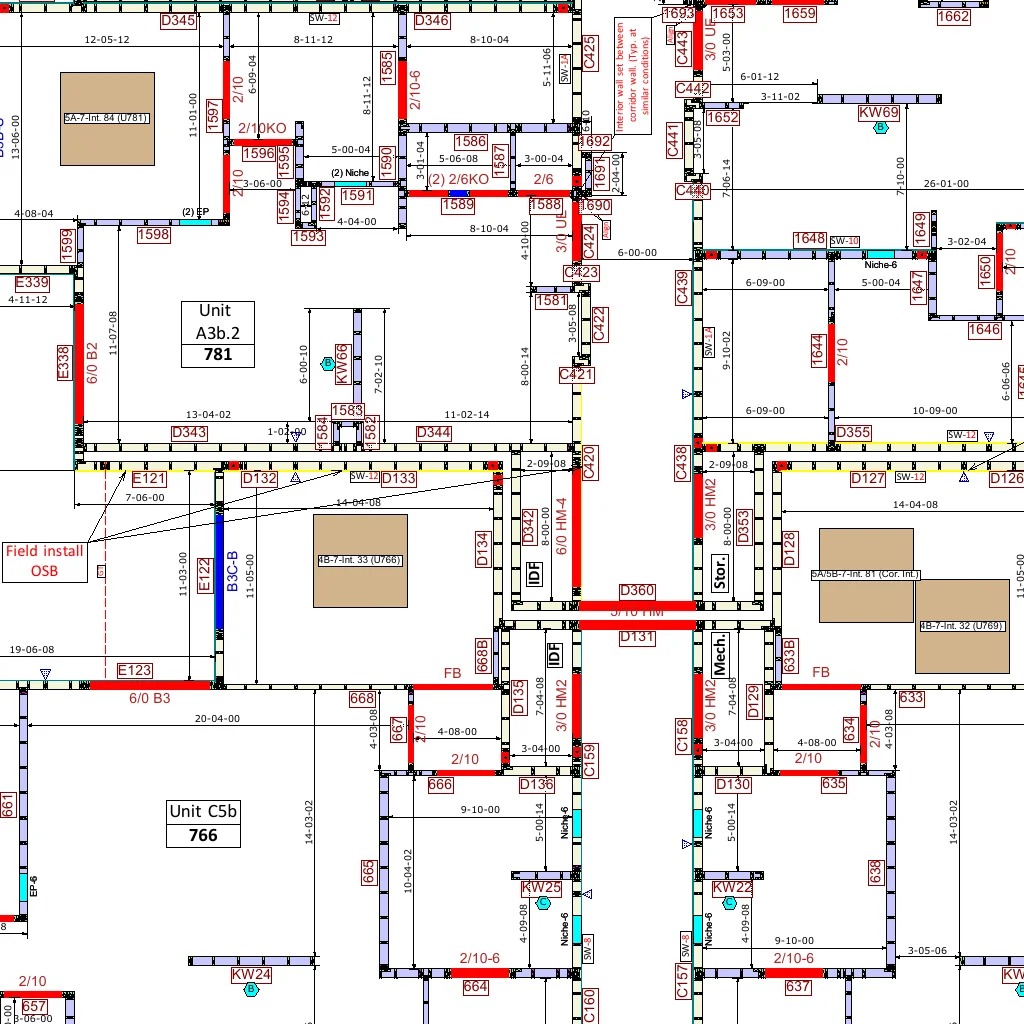 D345
SW-12
D346
12-05-12
8-11-12
8-10-04
13-06-00
11-01-00
5A-7-Int. 84 (U781)
1597
2/10
6-09-04
2/10KO
1596
1595
8-11-12
1585
2/10-6
5-11-06
SW-1A
C425
Interior wall set between
corridor wall. (Typ. at
similar conditions)
1693
1653
1659
1662
C443
3/0 UE
5-03-00
6-01-12
3-11-02
C442
1652
KW69
B
C441
3-05-08
7-06-14
7-10-00
C440
26-01-00
1586
1692
5-00-04
1590
3-01-04
5-06-08
1587
3-00-04
1691
2-04-00
(2) Niche
1591
(2) 2/6KO
2/6
1589
1588
1690
2/10
3-06-00
1594
1592
1593
4-04-00
8-10-04
4-08-04
(2) EP
1598
1599
4-10-00
3/0 UE
C424
6-00-00
C423
1648
SW-10
1649
3-02-04
Niche-6
1647
1650
2/10
E339
4-11-12
C439
6-09-00
5-00-04
1581
1646
Unit
A3b.2
781
E338
6/0 B2
11-07-08
6-00-10
B
KW66
7-02-10
8-00-14
3-05-08
C422
C421
SW-1A
9-10-02
1644
2/10
6-06-06
13-04-02
1583
11-02-14
6-09-00
10-09-00
D343
1-02-00
1584
1582
D344
D355
SW-12
E121
D132
SW-12
D133
2-09-08
C420
C438
2-09-08
D127
SW-12
D126
7-06-00
14-04-08
14-04-08
Field install
OSB
11-03-00
E122
B3C-B
11-05-00
4B-7-Int. 33 (U766)
D134
D342
8-00-00
6/0 HM-4
IDF
3/0 HM2
8-00-00
D353
Stor.
D128
5A/5B-7-Int. 81 (Cor. Int.)
4B-7-Int. 32 (U769)
11-05-00
D360
D131
19-06-08
E123
6/0 B3
FB
668B
IDF
Mech.
633B
FB
668
D135
7-04-08
3/0 HM2
3/0 HM2
7-04-08
D129
633
20-04-00
4-03-08
667
2/10
4-08-00
3-04-00
C159
C158
3-04-00
4-08-00
634
2/10
4-03-08
2/10
2/10
666
D136
D130
635
661
Unit C5b
766
14-03-02
9-10-00
5-00-14
Niche-6
Niche-6
5-00-14
14-03-02
665
10-04-02
638
EP-6
KW25
C
KW22
C
4-09-08
Niche-6
SW-8
SW-8
Niche-6
4-09-08
9-10-00
3-05-06
KW24
B
2/10-6
664
C157
2/10-6
637
2/10
657
3-06-00
C160